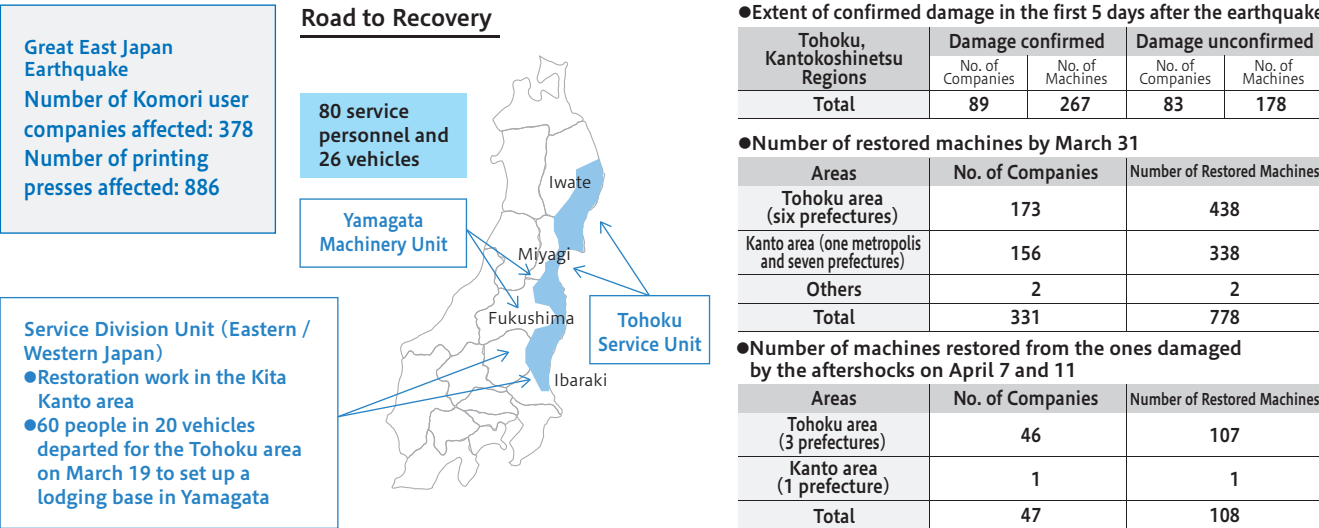 Great East Japan
Earthquake
Number of Komori user
companies affected: 378
Number of printing
presses affected: 886
Road to Recovery
80 service
personnel and
26 vehicles
Yamagata
Machinery Unit
Iwate
Miyagi
Fukushima
Ibaraki
Tohoku
Service Unit
Service Division Unit (Eastern /
Western Japan)
●Restoration work in the Kita
Kanto area
●60 people in 20 vehicles
departed for the Tohoku area
on March 19 to set up a
lodging base in Yamagata
●Extent of confirmed damage in the first 5 days after the earthquake
Tohoku,
Kantokoshinetsu
Regions
Damage confirmed
Damage unconfirmed
No. of
Companies
No. of
Machines
No. of
Companies
No. of
Machines
Total 89 267 83 178
●Number of restored machines by March 31
Areas No. of Companies Number of Restored Machines
Tohoku area
(six prefectures)
173 438
Kanto area (one metropolis
and seven prefectures)
156 338
Others 2 2
Total 331 778
●Number of machines restored from the ones damaged
by the aftershocks on April 7 and 11
Areas No. of Companies Number of Restored Machines
Tohoku area
(3 prefectures)
46 107
Kanto area
(1 prefecture)
1 1
Total 47 108